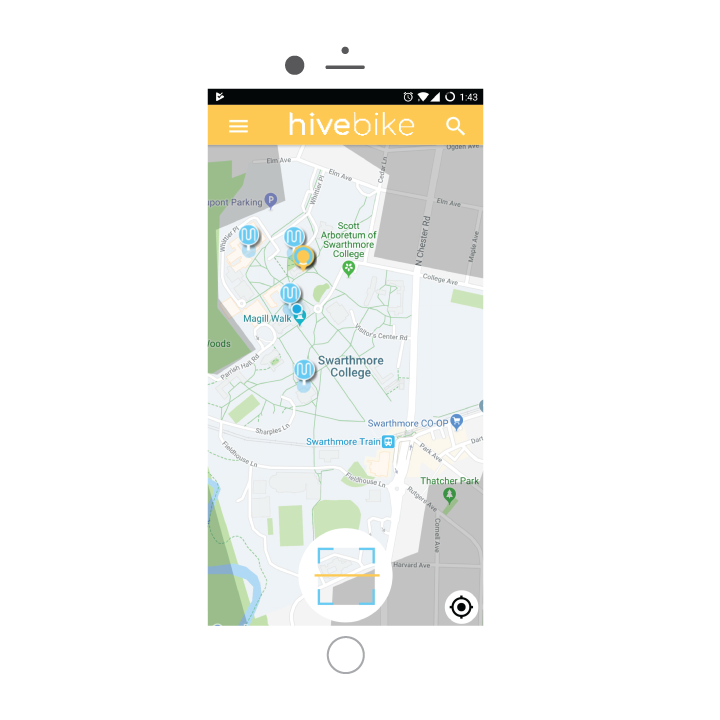 1:43
hivebike
Ogden Ave
Elm Ave
Cedar Ln
Elm Ave
Whittier Pl
upont Parking
P
Elm Ave
Scott
Arboretum of
Swarthmore
College
N Chester Rd
Maple Ave
Whittier Pl
College Ave
Magill Walk
Visitor's Center Rd
Woods
Swarthmore
College
Parrish Hall Rd
Swarthmore CO-OP
Sharples Ln
Swarthmore Train
Dart
Park Ave
Fieldhouse Ln
Fieldhouse Ln
Thatcher Park
Rutgers Ave
Cornell Ave
Harvard Ave